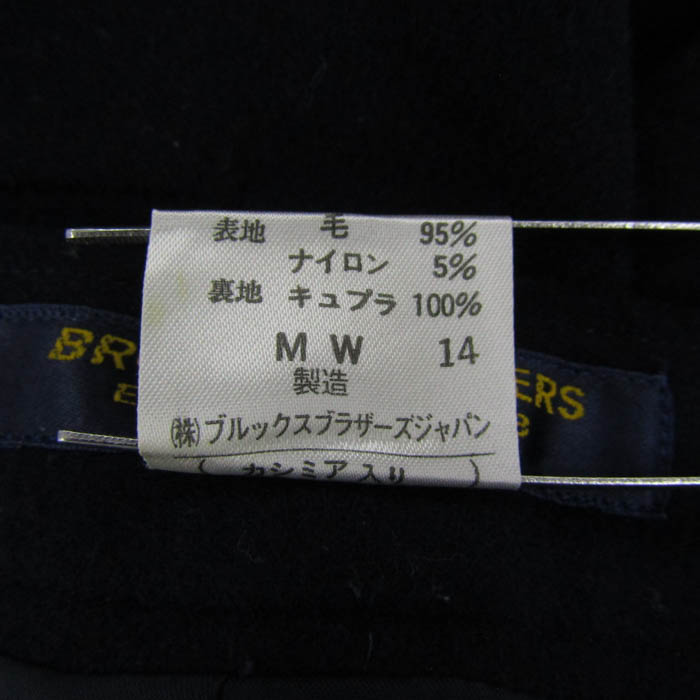 表地 毛 95%
ナイロン 5%
裏地 キュプラ 100%
M W 14
製造
(株)ブルックスブラザーズジャパン
(カシミア入り)
BR ERS